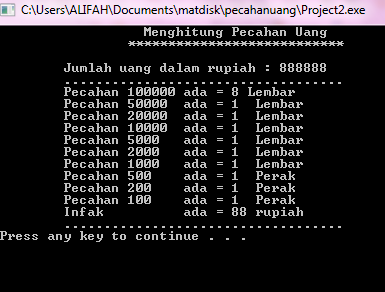 C:\Users\ALIFAH\Documents\matdisk\pecahanuang\Project2.exe
Menghitung Pecahan Uang
***************************
Jumlah uang dalam rupiah : 888888
...................................
Pecahan 100000 ada = 8 Lembar
Pecahan 50000 ada = 1 Lembar
Pecahan 20000 ada = 1 Lembar
Pecahan 10000 ada = 1 Lembar
Pecahan 5000 ada = 1 Lembar
Pecahan 2000 ada = 1 Lembar
Pecahan 1000 ada = 1 Lembar
Pecahan 500 ada = 1 Perak
Pecahan 200 ada = 1 Perak
Pecahan 100 ada = 1 Perak
Infak ada = 88 rupiah
...................................
Press any key to continue . . .